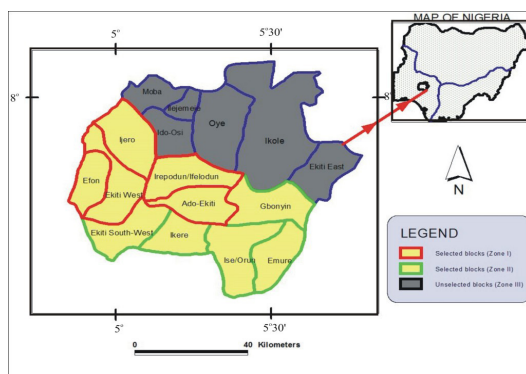 MAP OF NIGERIA
5° 5°30'
8° 8°
Moba
Ilejemeje
Ido-Osi
Oye
Ikole
Ekiti East
Ijero
Efon
Ekiti West
Irepodun/Ifelodun
Ado-Ekiti
Gbonyin
Ekiti South-West
Ikere
Ise/Orun
Emure
N
LEGEND
Selected blocks (Zone I)
Selected blocks (Zone II)
Unselected blocks (Zone III)
5° 5°30'
0 40 Kilometers